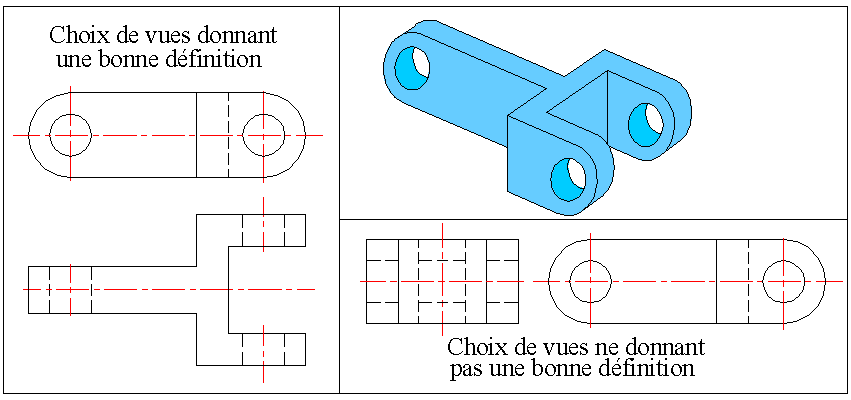 Choix de vues donnant
une bonne définition
Choix de vues ne donnant
pas une bonne définition